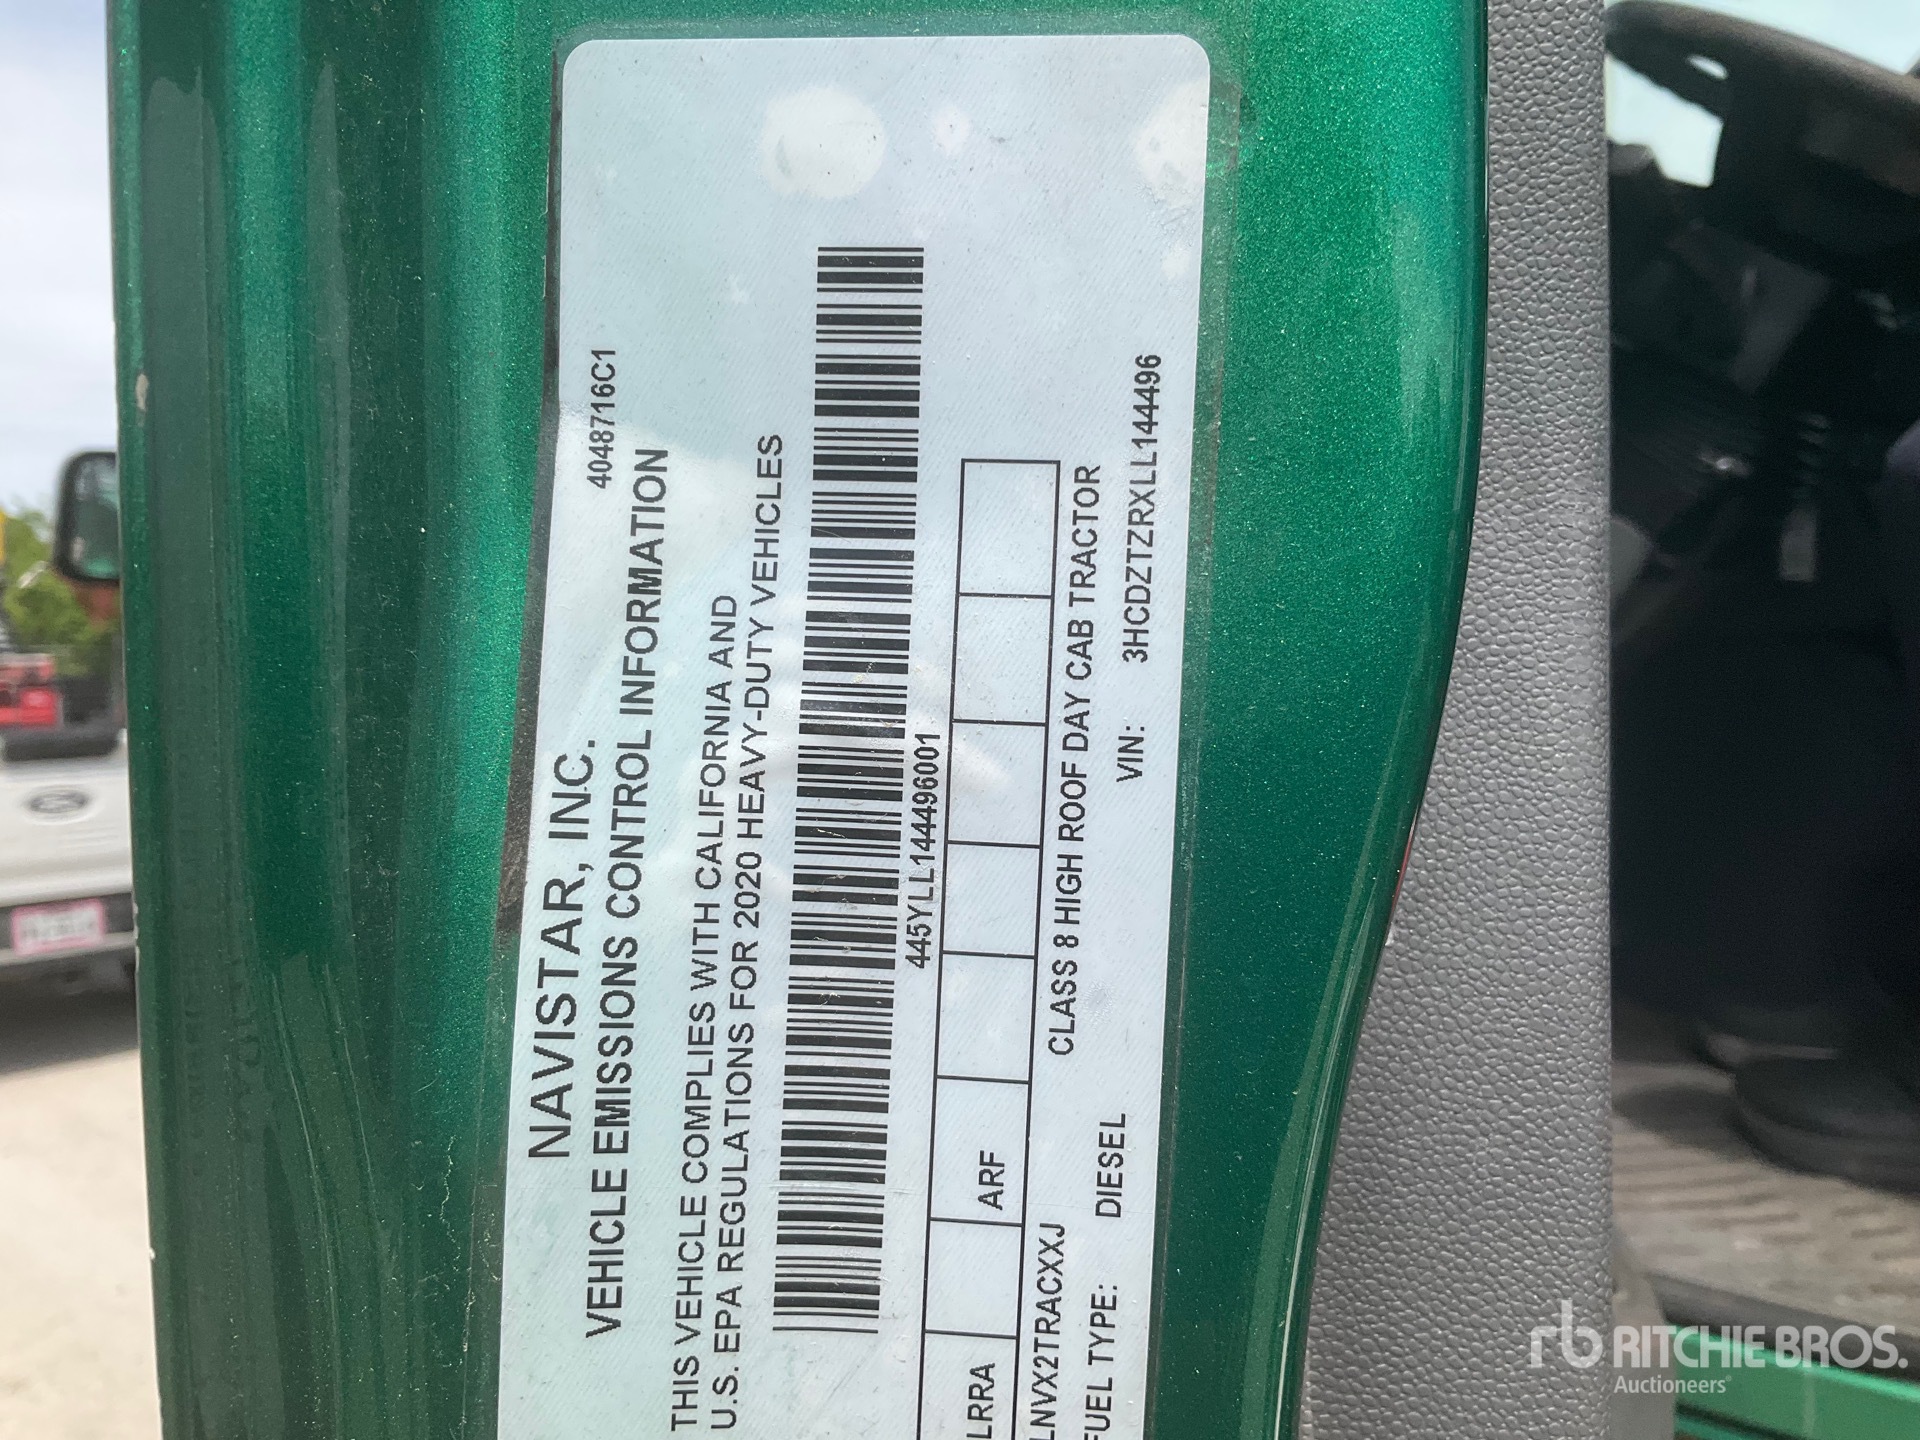 4048716C1
NAVISTAR, INC.
VEHICLE EMISSIONS CONTROL INFORMATION
THIS VEHICLE COMPLIES WITH CALIFORNIA AND
U.S. EPA REGULATIONS FOR 2020 HEAVY-DUTY VEHICLES
445YLL144496001
LRRA ARF
LNVX2TRACXXJ CLASS 8 HIGH ROOF DAY CAB TRACTOR
FUEL TYPE: DIESEL VIN: 3HCDZTZRXLL144496
rb RITCHIE BROS.
Auctioneers